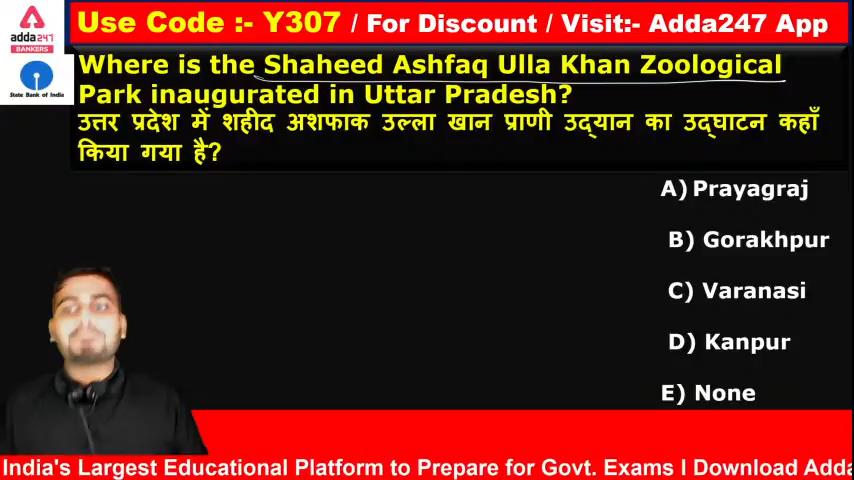 Use Code :- Y307 / For Discount / Visit:- Adda247 App
adda247
BANKERS
State Bank of India
Where is the Shaheed Ashfaq Ulla Khan Zoological
Park inaugurated in Uttar Pradesh?
उत्तर प्रदेश में शहीद अशफाक उल्ला खान प्राणी उद्यान का उद्घाटन कहाँ
किया गया है?
A) Prayagraj
B) Gorakhpur
C) Varanasi
D) Kanpur
E) None
India's Largest Educational Platform to Prepare for Govt. Exams I Download Adda